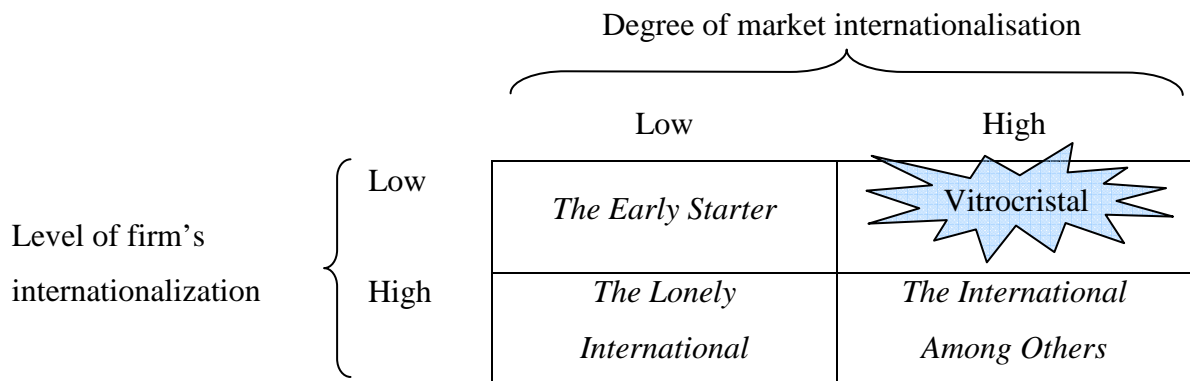 Degree of market internationalisation
Low High
Low
The Early Starter Vitrocristal
Level of firm's
internationalization
High
The Lonely
International
The International
Among Others